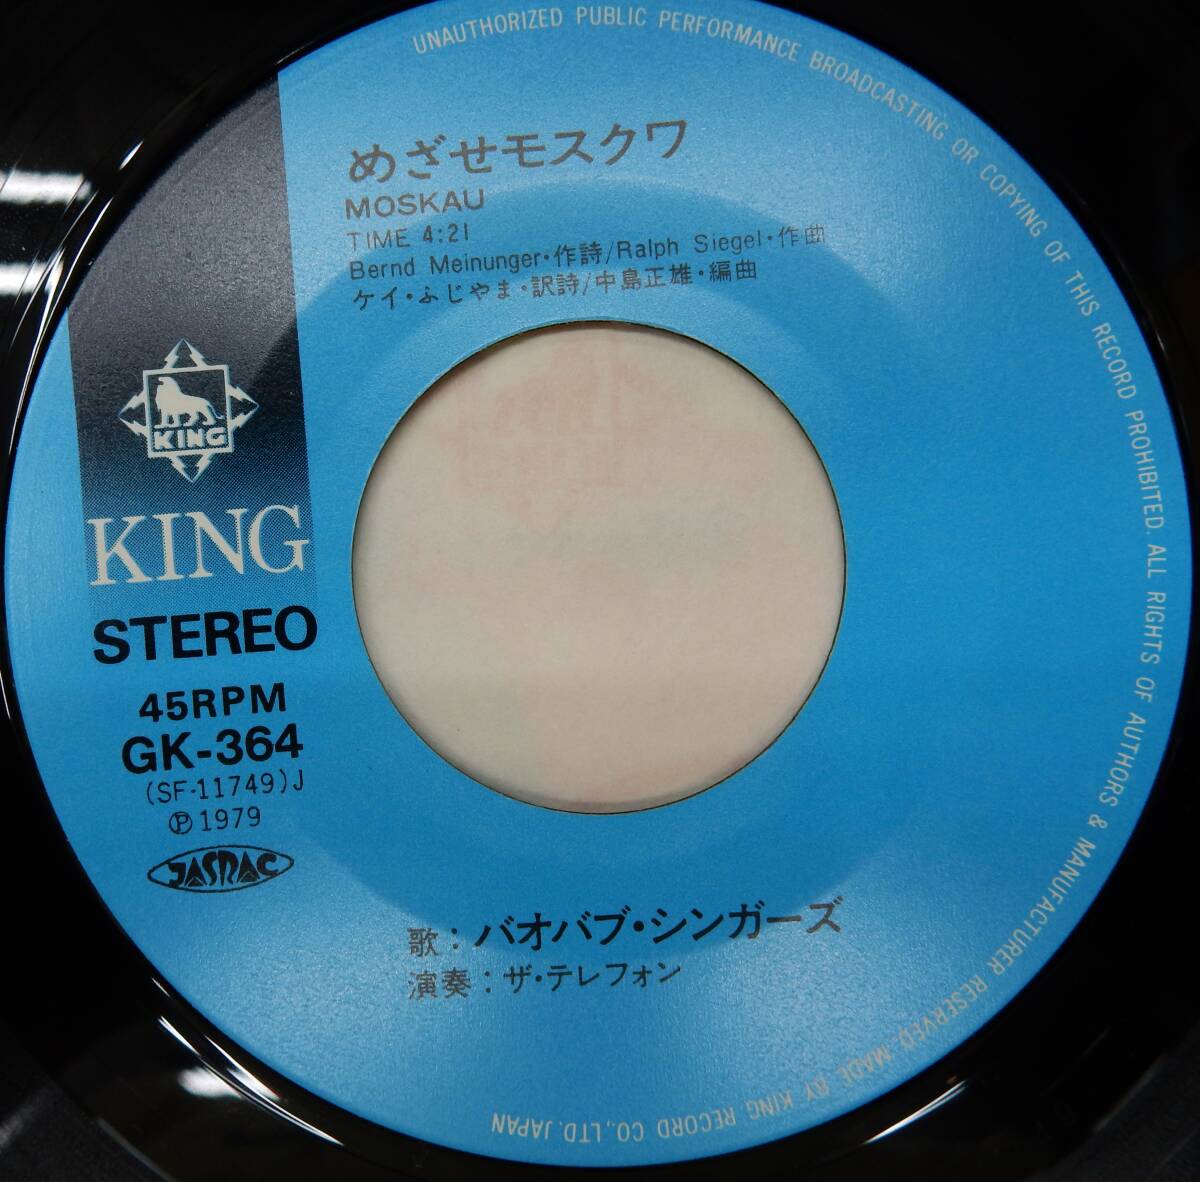 めざせモスクワ
MOSKAU
TIME 4:21
Bernd Meinunger・作詩/Ralph Siegel・作曲
ケイ・ふじやま・訳詩/中島正雄・編曲
KING
KING
STEREO
45RPM
GK-364
(SF-11749)J
Ⓟ1979
JASRAC
歌：バオバブ・シンガーズ
演奏：ザ・テレフォン
UNAUTHORIZED PUBLIC PERFORMANCE BROADCASTING OR COPYING OF THIS RECORD PROHIBITED. ALL RIGHTS OF AUTHORS & MANUFACTURER RESERVED. MADE BY KING RECORD CO., LTD. JAPAN